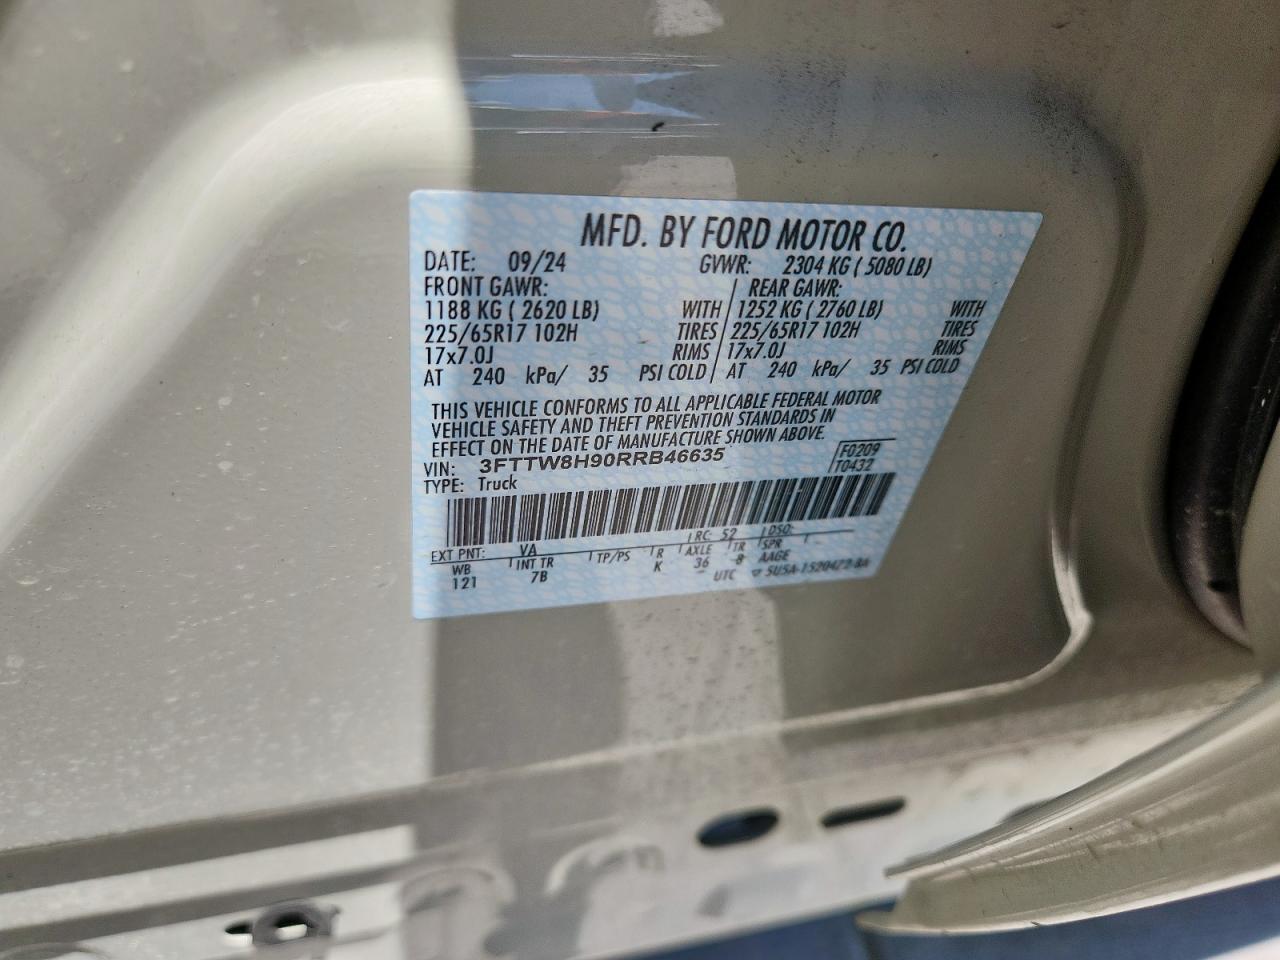 MFD. BY FORD MOTOR CO.
DATE: 09/24 GVWR: 2304 KG ( 5080 LB)
FRONT GAWR: REAR GAWR:
1188 KG ( 2620 LB) WITH 1252 KG ( 2760 LB) WITH
225/65R17 102H TIRES 225/65R17 102H TIRES
17x7.0J RIMS 17x7.0J RIMS
AT 240 kPa/ 35 PSI COLD AT 240 kPa/ 35 PSI COLD
THIS VEHICLE CONFORMS TO ALL APPLICABLE FEDERAL MOTOR
VEHICLE SAFETY AND THEFT PREVENTION STANDARDS IN
EFFECT ON THE DATE OF MANUFACTURE SHOWN ABOVE.
VIN: 3FTTW8H90RRB46635 F0209
TYPE: Truck T0432
EXT PNT: VA RC: 52 DSO:
WB INT TR TP/PS R AXLE TR SPR
121 7B K 36 8 AAGE
UTC 5U5A-1520472-BA